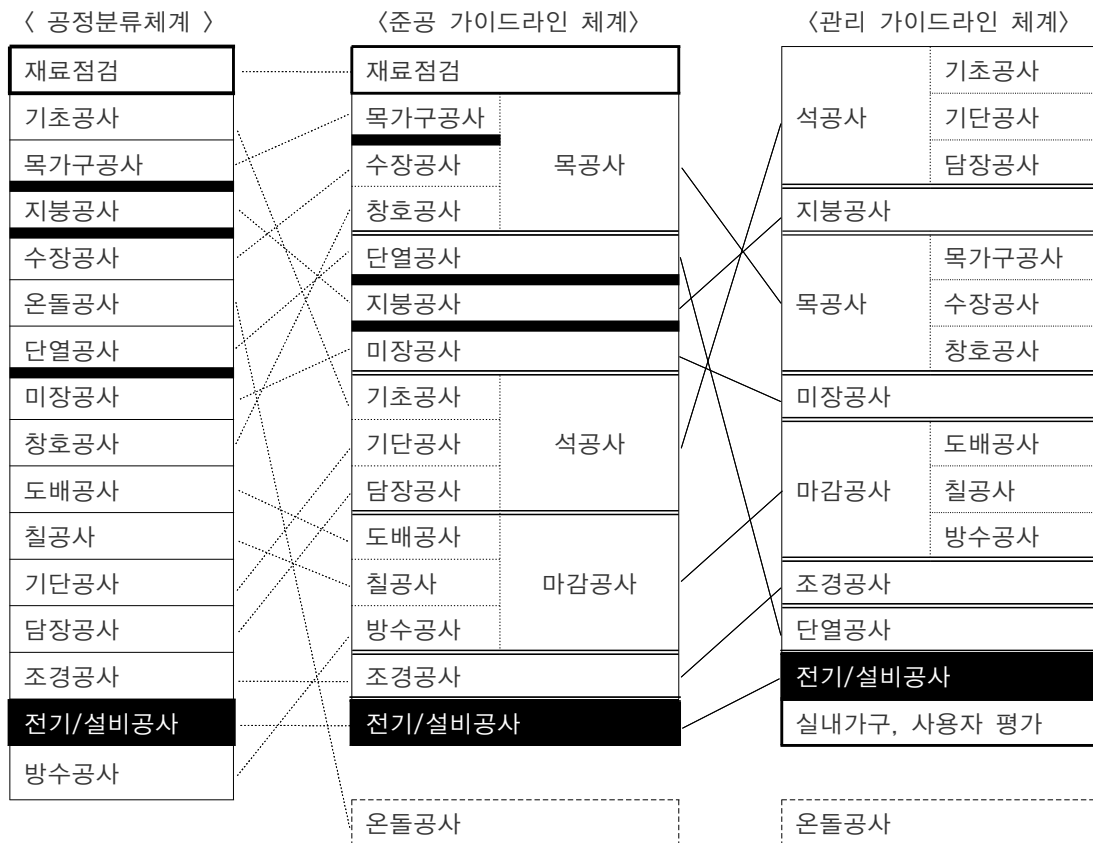 〈 공정분류체계 〉
재료점검
기초공사
목가구공사
지붕공사
수장공사
온돌공사
단열공사
미장공사
창호공사
도배공사
칠공사
기단공사
담장공사
조경공사
전기/설비공사
방수공사
〈준공 가이드라인 체계〉
재료점검
목가구공사
수장공사
창호공사
목공사
단열공사
지붕공사
미장공사
기초공사
기단공사
담장공사
석공사
도배공사
칠공사
방수공사
마감공사
조경공사
전기/설비공사
온돌공사
〈관리 가이드라인 체계〉
석공사
기초공사
기단공사
담장공사
지붕공사
목공사
목가구공사
수장공사
창호공사
미장공사
마감공사
도배공사
칠공사
방수공사
조경공사
단열공사
전기/설비공사
실내가구, 사용자 평가
온돌공사